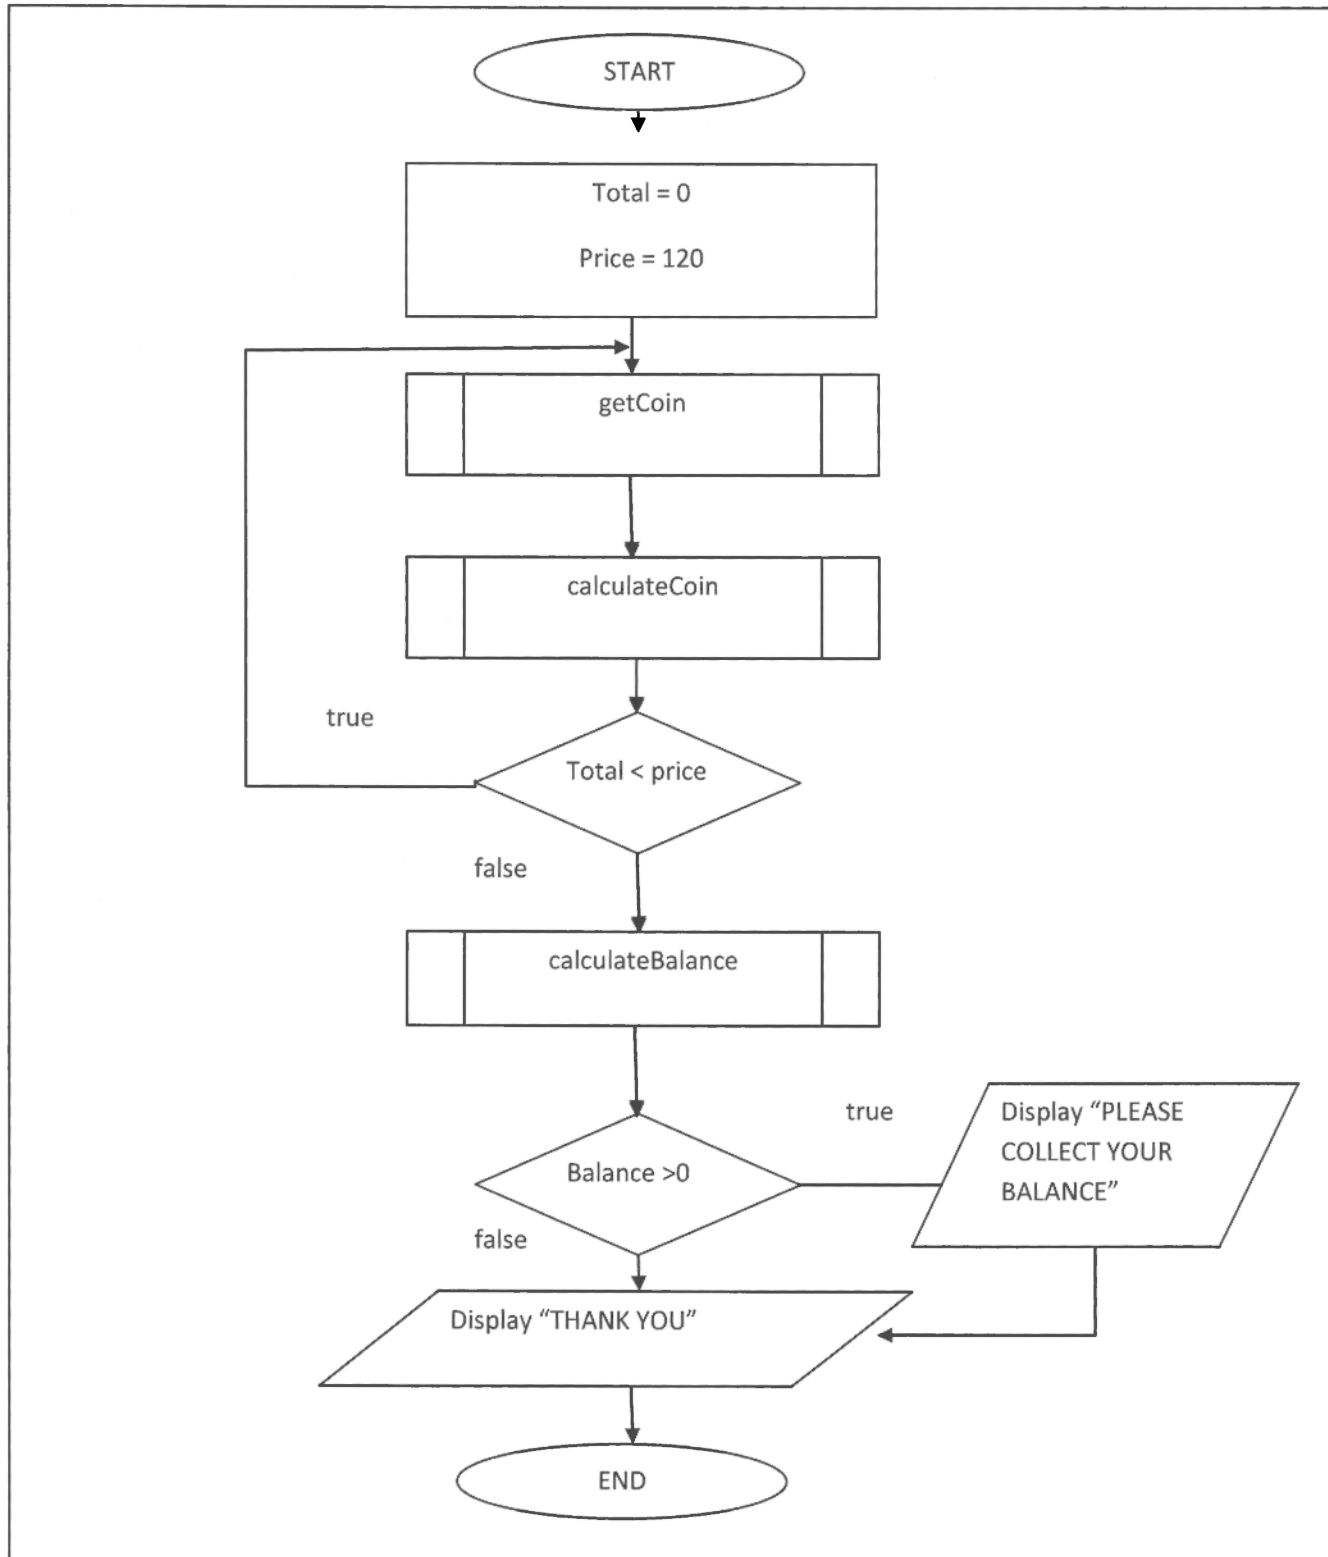 START
Total = 0
Price = 120
getCoin
calculateCoin
true
Total < price
false
calculateBalance
true
Display “PLEASE
COLLECT YOUR
BALANCE”
Balance >0
false
Display “THANK YOU”
END